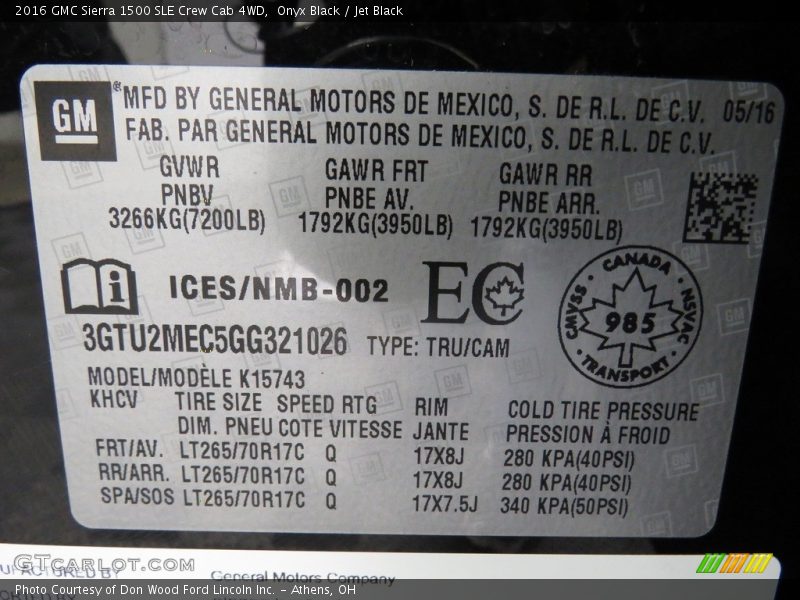 2016 GMC Sierra 1500 SLE Crew Cab 4WD,  Onyx Black / Jet Black
GM
® MFD BY GENERAL MOTORS DE MEXICO, S. DE R.L. DE C.V. 05/16
FAB. PAR GENERAL MOTORS DE MEXICO, S. DE R.L. DE C.V.
GVWR GAWR FRT GAWR RR
PNBV PNBE AV. PNBE ARR.
3266KG(7200LB) 1792KG(3950LB) 1792KG(3950LB)
i ICES/NMB-002 EC
CANADA
CMVSS · NSVAC
985
TRANSPORT
3GTU2MEC5GG321026 TYPE: TRU/CAM
MODEL/MODÈLE K15743
KHCV TIRE SIZE SPEED RTG RIM COLD TIRE PRESSURE
DIM. PNEU COTE VITESSE JANTE PRESSION À FROID
FRT/AV. LT265/70R17C Q 17X8J 280 KPA(40PSI)
RR/ARR. LT265/70R17C Q 17X8J 280 KPA(40PSI)
SPA/SOS LT265/70R17C Q 17X7.5J 340 KPA(50PSI)
GTCARLOT.COM
General Motors Company
Photo Courtesy of Don Wood Ford Lincoln Inc. – Athens, OH